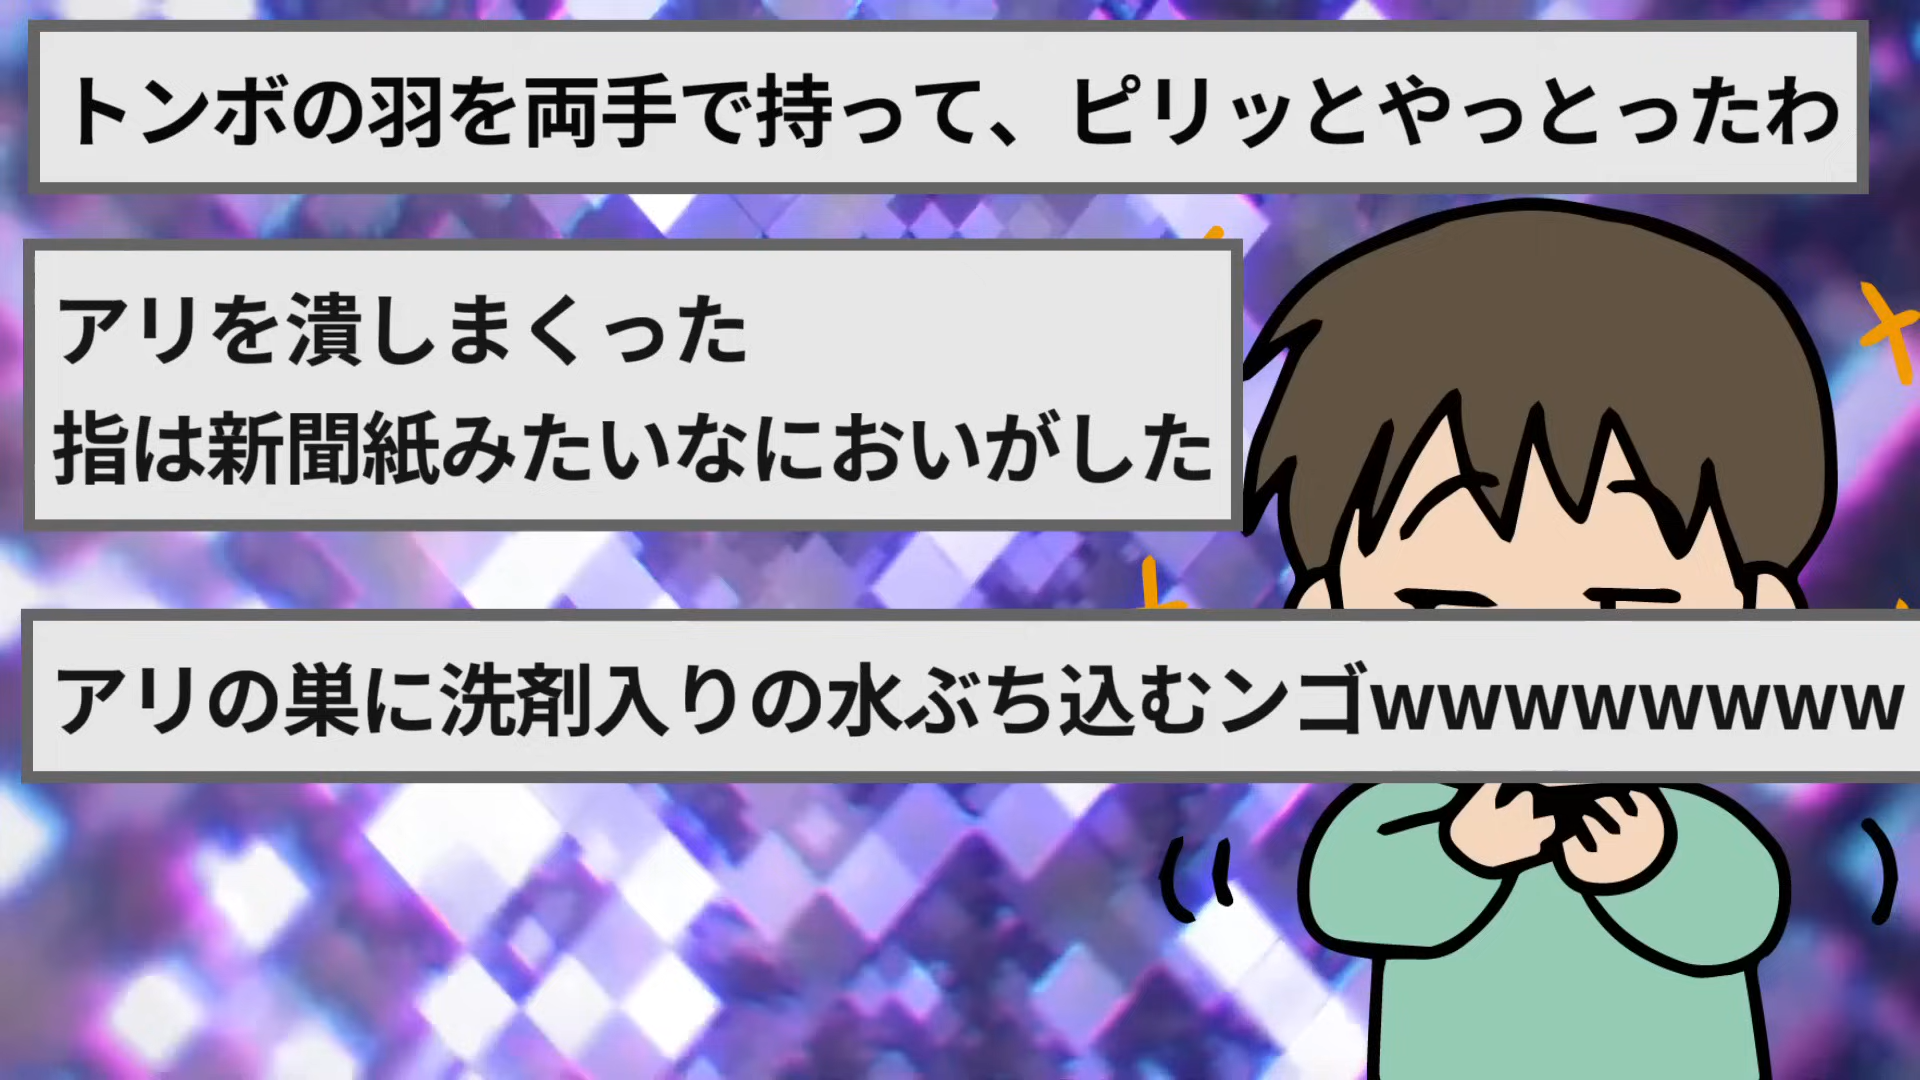 トンボの羽を両手で持って、ピリッとやっとったわ
アリを潰しまくった
指は新聞紙みたいなにおいがした
アリの巣に洗剤入りの水ぶち込むンゴwwwwwwww